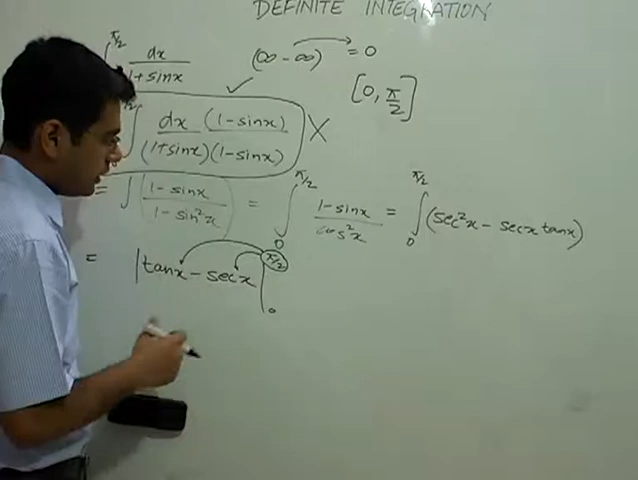 DEFINITE INTEGRATION
∫ π/2 dx / 1+sinx
(∞ - ∞) = 0
[0, π/2]
∫ dx (1-sinx) / (1+sinx)(1-sinx)
= ∫ (1-sinx / 1-sin²x) = ∫₀ π/2 1-sinx / cos²x = ∫₀ π/2 (sec²x - secx tanx)
= |tanx - secx| π/2 0